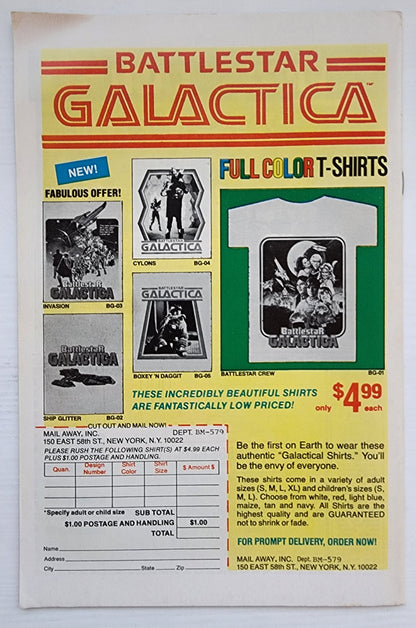 BATTLESTAR
GALACTICA™
NEW!
FABULOUS OFFER!
FULL COLOR T-SHIRTS
BATTLESTAR
GALACTICA
CYLONS BG-04
Battlestar
GALACTICA
INVASION BG-03
BATTLESTAR
GALACTICA
BOXEY 'N DAGGIT BG-05
Battlestar
GALACTICA
SHIP GLITTER BG-02
Battlestar
GALACTICA
BATTLESTAR CREW BG-01
THESE INCREDIBLY BEAUTIFUL SHIRTS
ARE FANTASTICALLY LOW PRICED!
only $4.99 each
CUT OUT AND MAIL NOW!
MAIL AWAY, INC. DEPT. BM-579
150 EAST 58th ST., NEW YORK, N.Y. 10022
PLEASE RUSH THE FOLLOWING SHIRT(S) AT $4.99 EACH
PLUS $1.00 POSTAGE AND HANDLING.
Quan. Design Number Shirt Color Shirt Size $ Amount $
*Specify adult or child size SUB TOTAL
$1.00 POSTAGE AND HANDLING $1.00
TOTAL
Name
Address
City State Zip
Be the first on Earth to wear these
authentic "Galactical Shirts." You'll
be the envy of everyone.
These shirts come in a variety of adult
sizes (S, M, L, XL) and children's sizes (S,
M, L). Choose from white, red, light blue,
maize, tan and navy. All Shirts are the
highest quality and are GUARANTEED
not to shrink or fade.
FOR PROMPT DELIVERY, ORDER NOW!
MAIL AWAY, INC. Dept. BM-579
150 EAST 58th ST., NEW YORK, N.Y. 10022